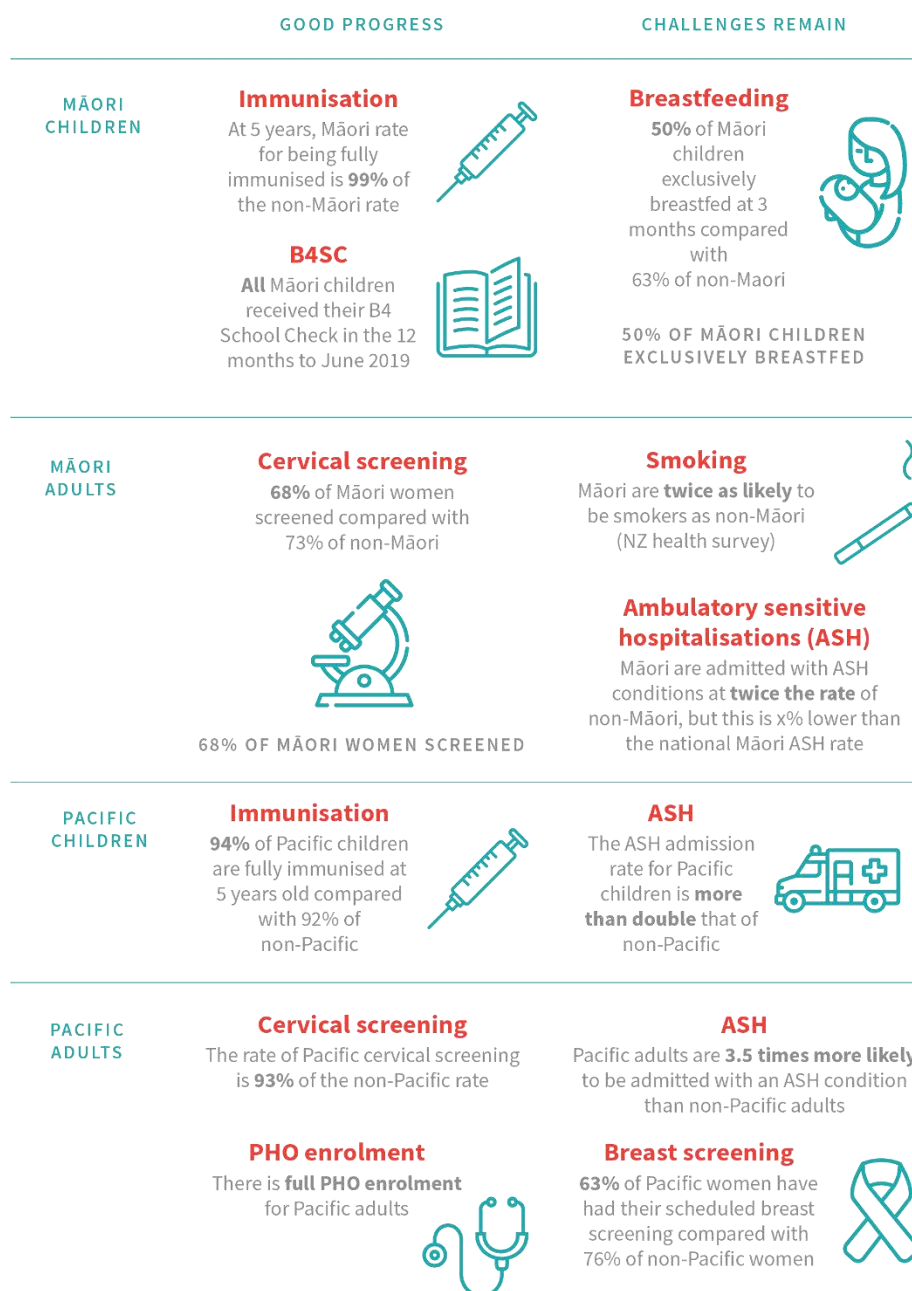 GOOD PROGRESS
CHALLENGES REMAIN
MĀORI
CHILDREN
Immunisation
At 5 years, Māori rate
for being fully
immunised is 99% of
the non-Māori rate
B4SC
All Māori children
received their B4
School Check in the 12
months to June 2019
Breastfeeding
50% of Māori
children
exclusively
breastfed at 3
months compared
with
63% of non-Maori
50% OF MĀORI CHILDREN
EXCLUSIVELY BREASTFED
MĀORI
ADULTS
Cervical screening
68% of Māori women
screened compared with
73% of non-Māori
68% OF MĀORI WOMEN SCREENED
Smoking
Māori are twice as likely to
be smokers as non-Māori
(NZ health survey)
Ambulatory sensitive
hospitalisations (ASH)
Māori are admitted with ASH
conditions at twice the rate of
non-Māori, but this is x% lower than
the national Māori ASH rate
PACIFIC
CHILDREN
Immunisation
94% of Pacific children
are fully immunised at
5 years old compared
with 92% of
non-Pacific
ASH
The ASH admission
rate for Pacific
children is more
than double that of
non-Pacific
PACIFIC
ADULTS
Cervical screening
The rate of Pacific cervical screening
is 93% of the non-Pacific rate
PHO enrolment
There is full PHO enrolment
for Pacific adults
ASH
Pacific adults are 3.5 times more likely
to be admitted with an ASH condition
than non-Pacific adults
Breast screening
63% of Pacific women have
had their scheduled breast
screening compared with
76% of non-Pacific women